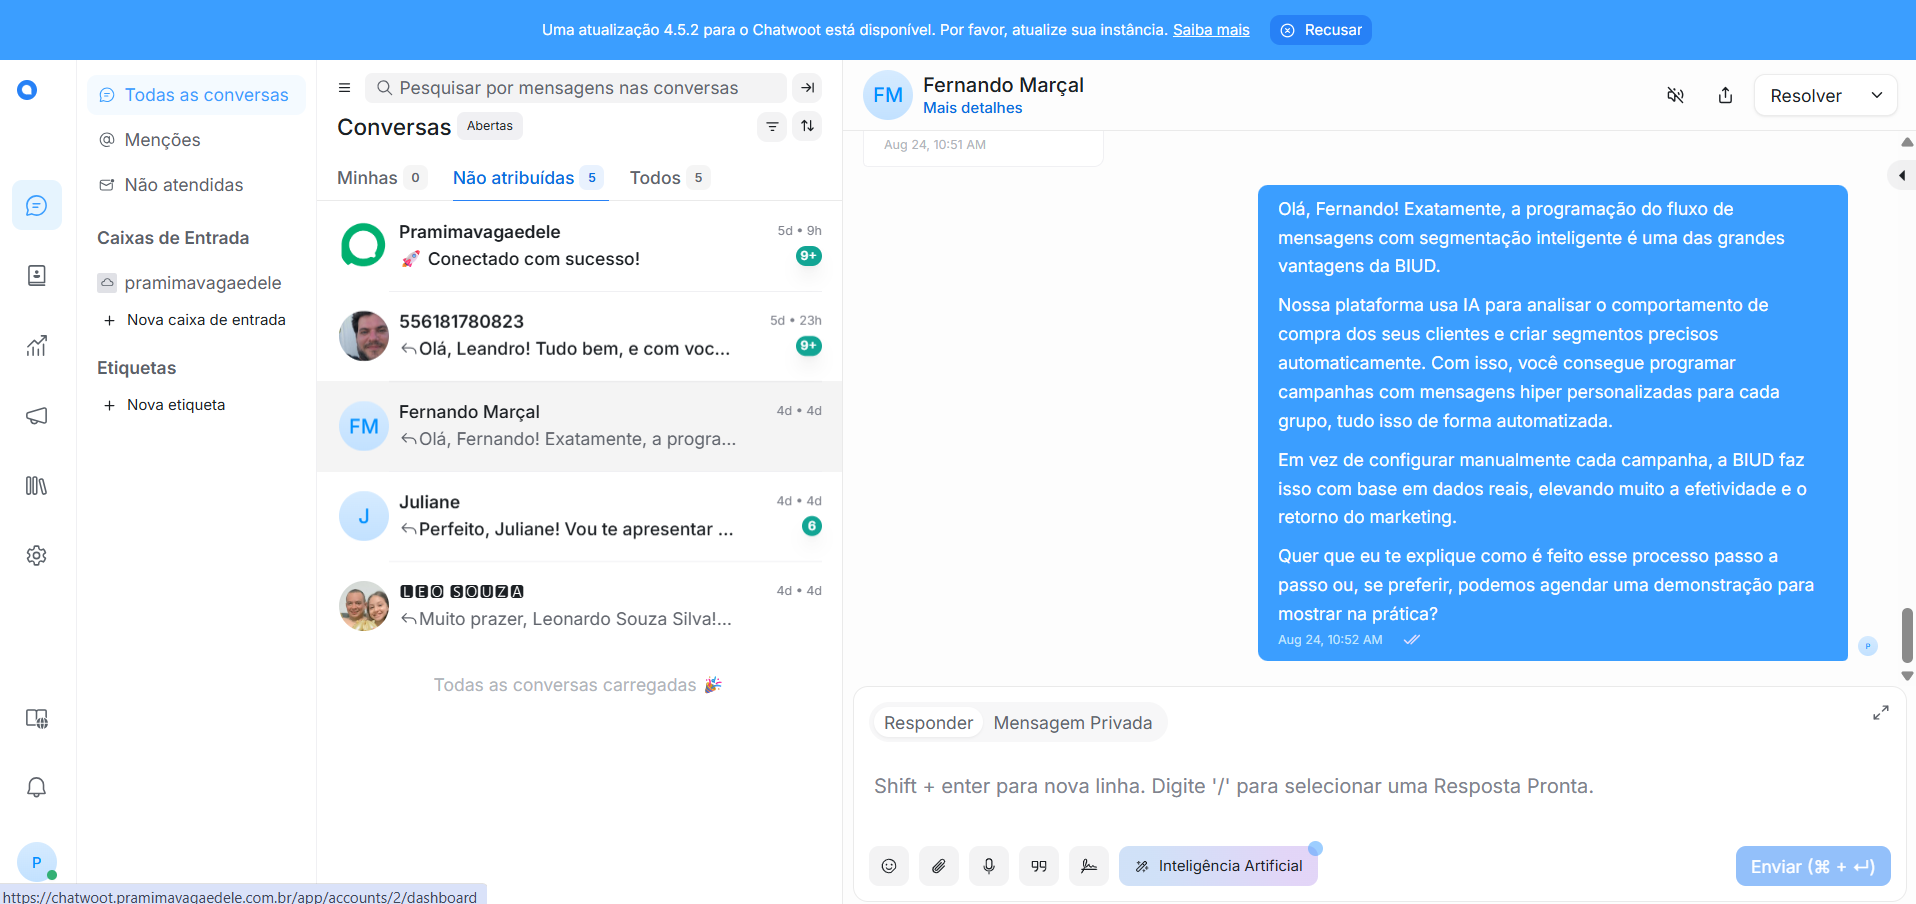 Uma atualização 4.5.2 para o Chatwoot está disponível. Por favor, atualize sua instância. Saiba mais
Recusar
Todas as conversas
Menções
Não atendidas
Caixas de Entrada
pramimavagaedele
Nova caixa de entrada
Etiquetas
Nova etiqueta
P
https://chatwoot.pramimavagaedele.com.br/app/accounts/2/dashboard
Pesquisar por mensagens nas conversas
Conversas Abertas
Minhas 0 Não atribuídas 5 Todos 5
Pramimavagaedele 5d • 9h
🚀 Conectado com sucesso! 9+
556181780823 5d • 23h
Olá, Leandro! Tudo bem, e com voc... 9+
FM
Fernando Marçal 4d • 4d
Olá, Fernando! Exatamente, a progra...
J
Juliane 4d • 4d
Perfeito, Juliane! Vou te apresentar ... 6
🅻🅴🅾 🆂🅾🆄🆉🅰 4d • 4d
Muito prazer, Leonardo Souza Silva!...
Todas as conversas carregadas 🎉
FM
Fernando Marçal
Mais detalhes
Resolver
Aug 24, 10:51 AM
Olá, Fernando! Exatamente, a programação do fluxo de
mensagens com segmentação inteligente é uma das grandes
vantagens da BIUD.
Nossa plataforma usa IA para analisar o comportamento de
compra dos seus clientes e criar segmentos precisos
automaticamente. Com isso, você consegue programar
campanhas com mensagens hiper personalizadas para cada
grupo, tudo isso de forma automatizada.
Em vez de configurar manualmente cada campanha, a BIUD faz
isso com base em dados reais, elevando muito a efetividade e o
retorno do marketing.
Quer que eu te explique como é feito esse processo passo a
passo ou, se preferir, podemos agendar uma demonstração para
mostrar na prática?
Aug 24, 10:52 AM
P
Responder Mensagem Privada
Shift + enter para nova linha. Digite '/' para selecionar uma Resposta Pronta.
Inteligência Artificial
Enviar (⌘ + ↵)